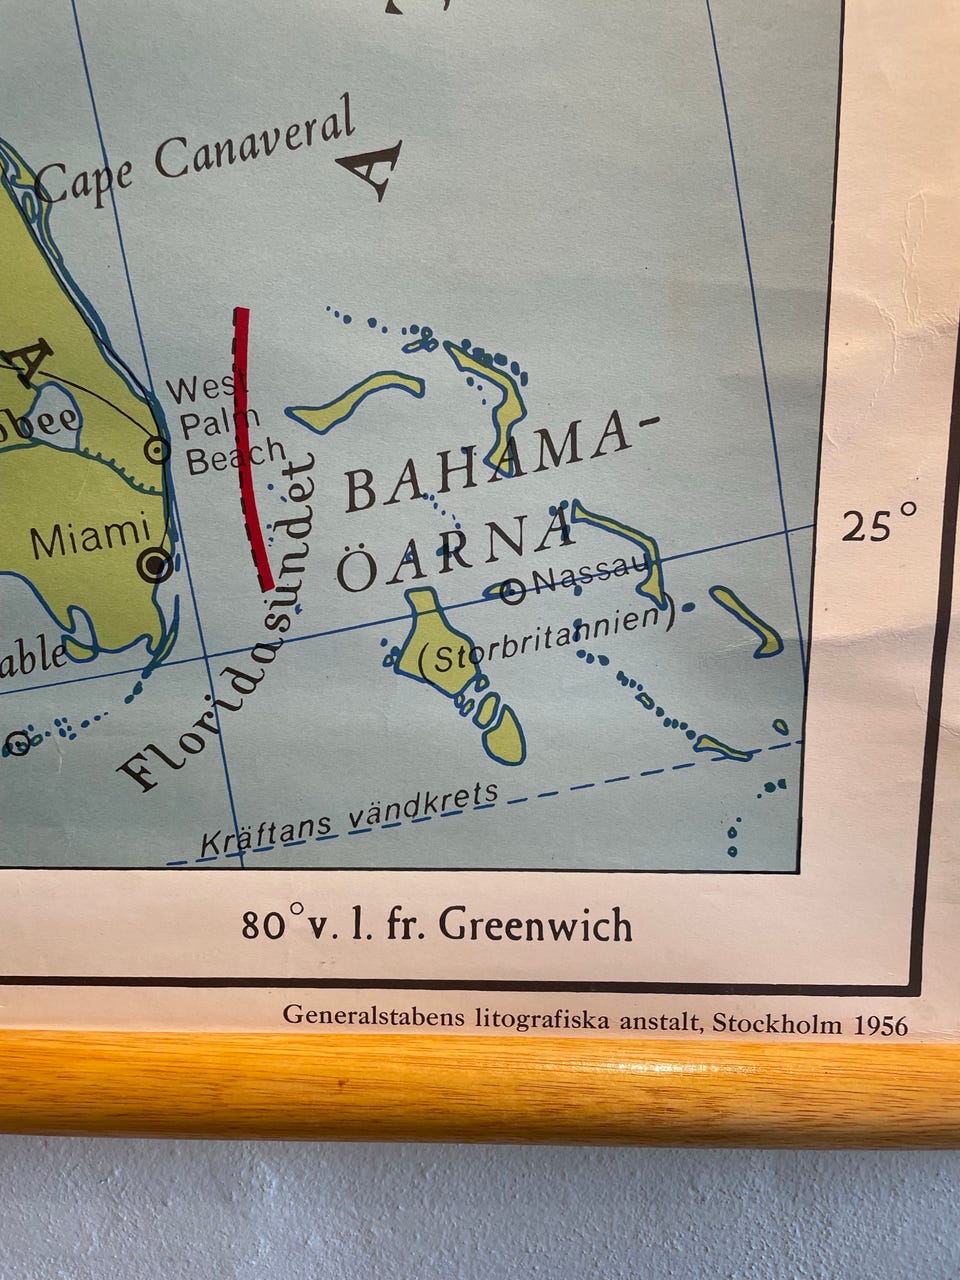 Cape Canaveral
A
A
West
Palm
Beach
obee
BAHAMA-
ÖARNA
Miami
25°
Nassau
(Storbritannien)
Floridasundet
able
Kräftans vändkrets
80° v. l. fr. Greenwich
Generalstabens litografiska anstalt, Stockholm 1956